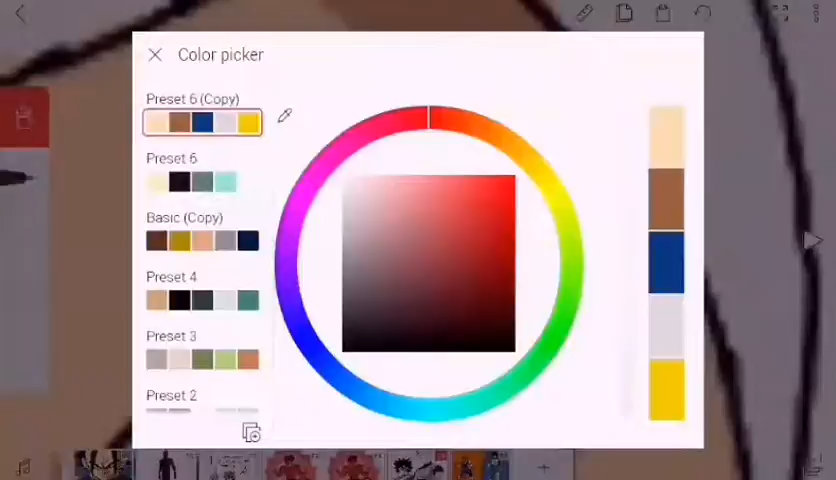 Color picker
Preset 6 (Copy)
Preset 6
Basic (Copy)
Preset 4
Preset 3
Preset 2